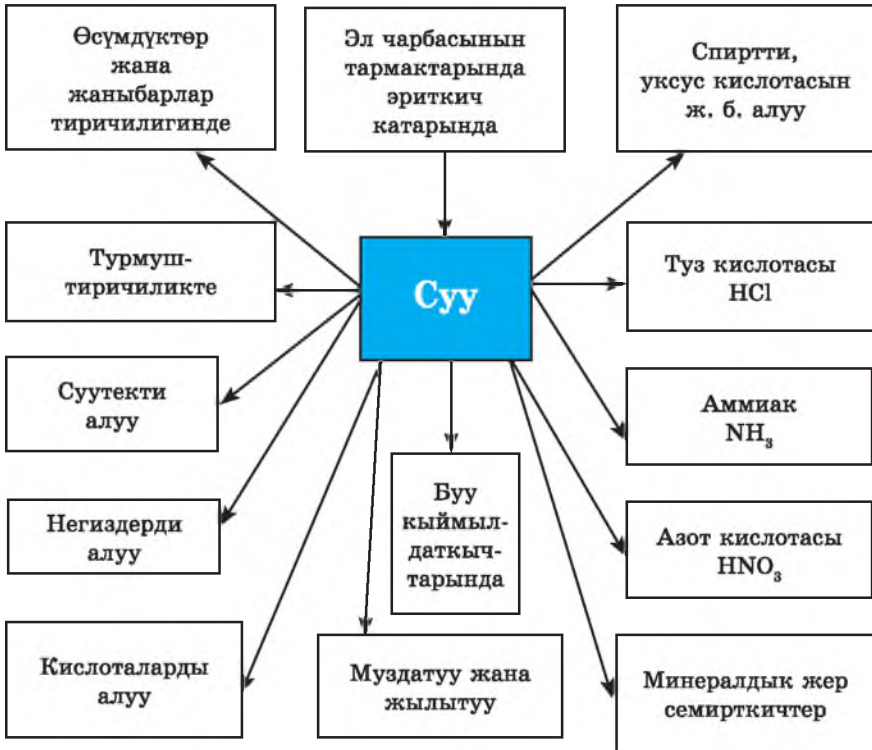 Өсүмдүктөр
жана
жаныбарлар
тиричилигинде
Эл чарбасынын
тармактарында
эриткич
катарында
Спиртти,
уксус кислотасын
ж. б. алуу
Турмуш-
тиричиликте
Суу
Туз кислотасы
HCl
Суутекти
алуу
Аммиак
NH₃
Негиздерди
алуу
Буу
кыймыл-
даткыч-
тарында
Азот кислотасы
HNO₃
Кислоталарды
алуу
Муздатуу жана
жылытуу
Минералдык жер
семирткичтер